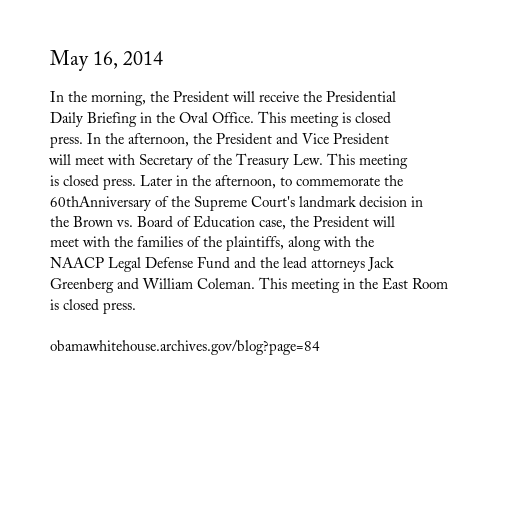 May 16, 2014
In the morning, the President will receive the Presidential
Daily Briefing in the Oval Office. This meeting is closed
press. In the afternoon, the President and Vice President
will meet with Secretary of the Treasury Lew. This meeting
is closed press. Later in the afternoon, to commemorate the
60thAnniversary of the Supreme Court's landmark decision in
the Brown vs. Board of Education case, the President will
meet with the families of the plaintiffs, along with the
NAACP Legal Defense Fund and the lead attorneys Jack
Greenberg and William Coleman. This meeting in the East Room
is closed press.
obamawhitehouse.archives.gov/blog?page=84